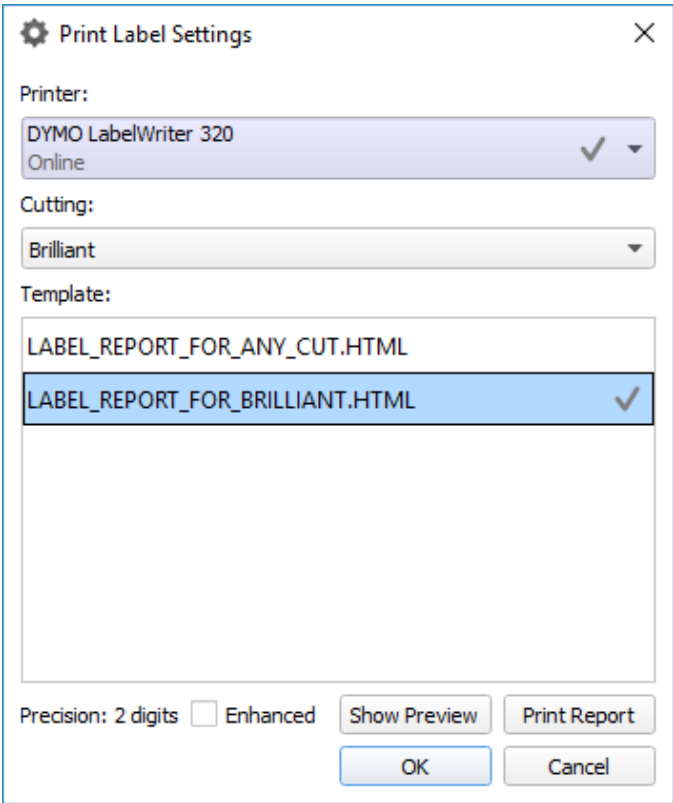 Print Label Settings
Printer:
DYMO LabelWriter 320
Online
Cutting:
Brilliant
Template:
LABEL_REPORT_FOR_ANY_CUT.HTML
LABEL_REPORT_FOR_BRILLIANT.HTML
Precision: 2 digits Enhanced Show Preview Print Report
OK Cancel